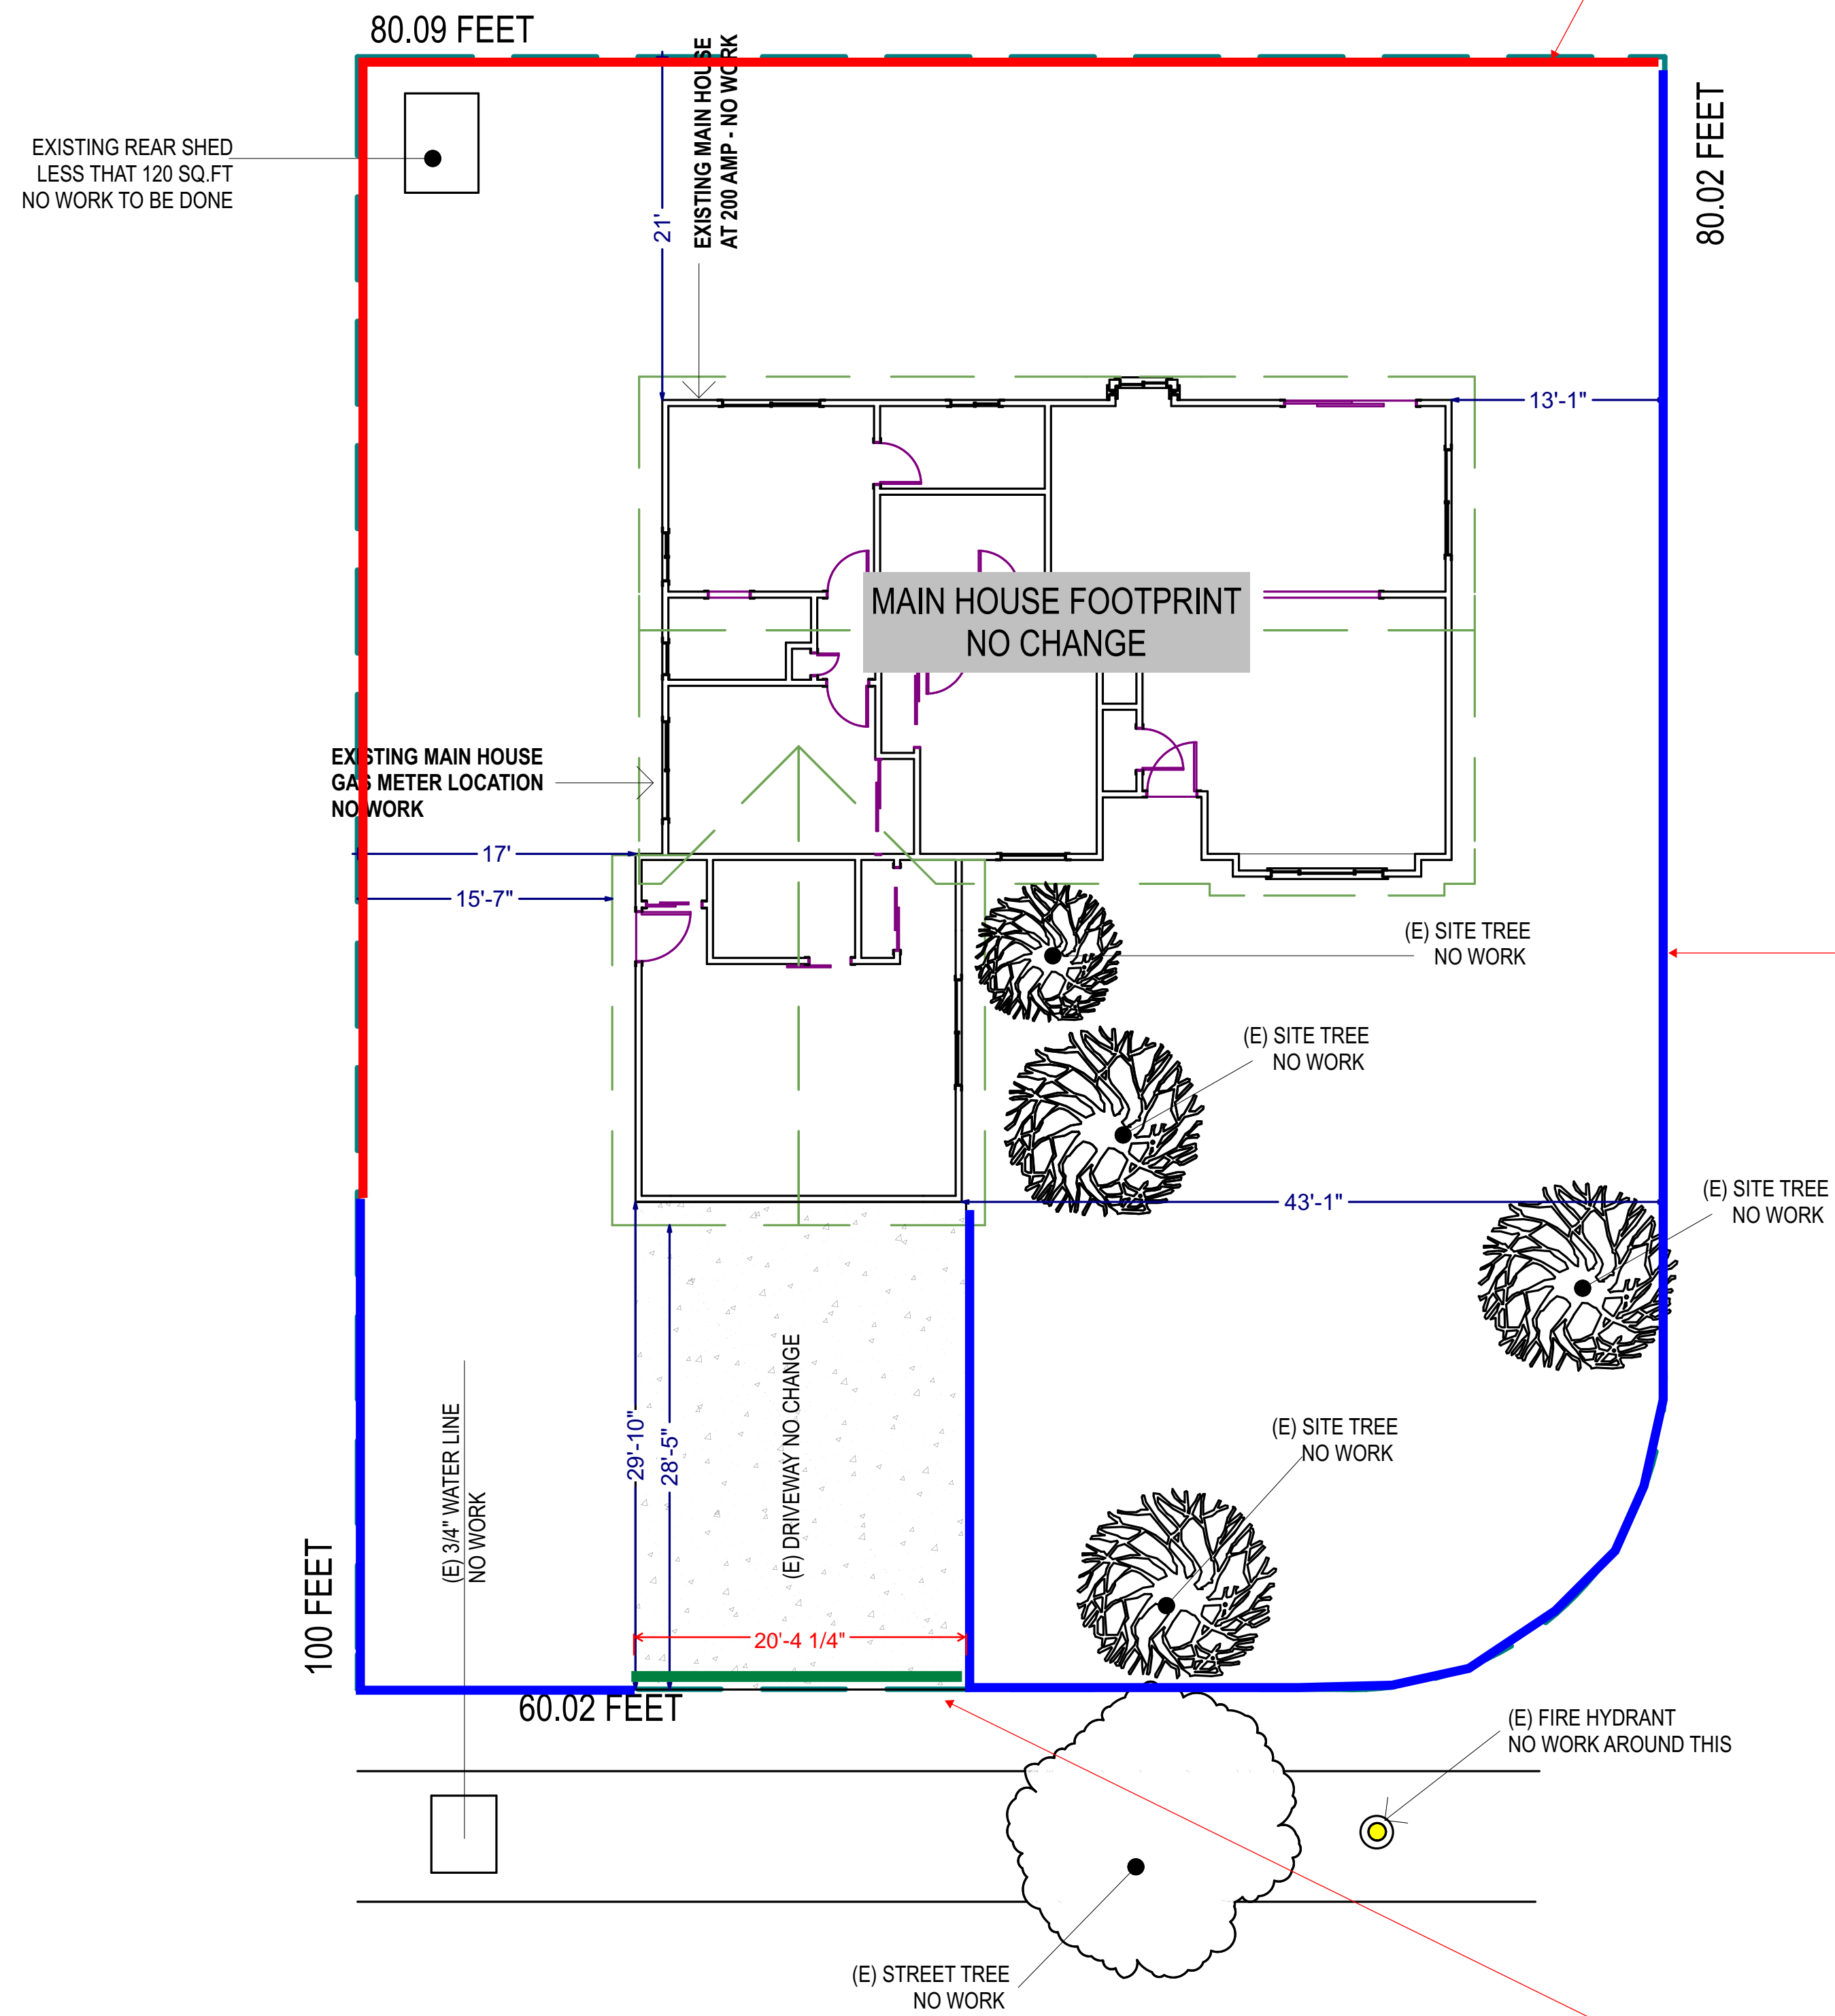 80.09 FEET
EXISTING MAIN HOUSE
AT 200 AMP - NO WORK
80.02 FEET
EXISTING REAR SHED
LESS THAT 120 SQ.FT
NO WORK TO BE DONE
21'
13'-1"
MAIN HOUSE FOOTPRINT
NO CHANGE
EXISTING MAIN HOUSE
GAS METER LOCATION
NO WORK
17'
15'-7"
(E) SITE TREE
NO WORK
(E) SITE TREE
NO WORK
43'-1"
(E) SITE TREE
NO WORK
(E) DRIVEWAY NO CHANGE
29'-10"
28'-5"
(E) 3/4" WATER LINE
NO WORK
(E) SITE TREE
NO WORK
100 FEET
20'-4 1/4"
60.02 FEET
(E) FIRE HYDRANT
NO WORK AROUND THIS
(E) STREET TREE
NO WORK